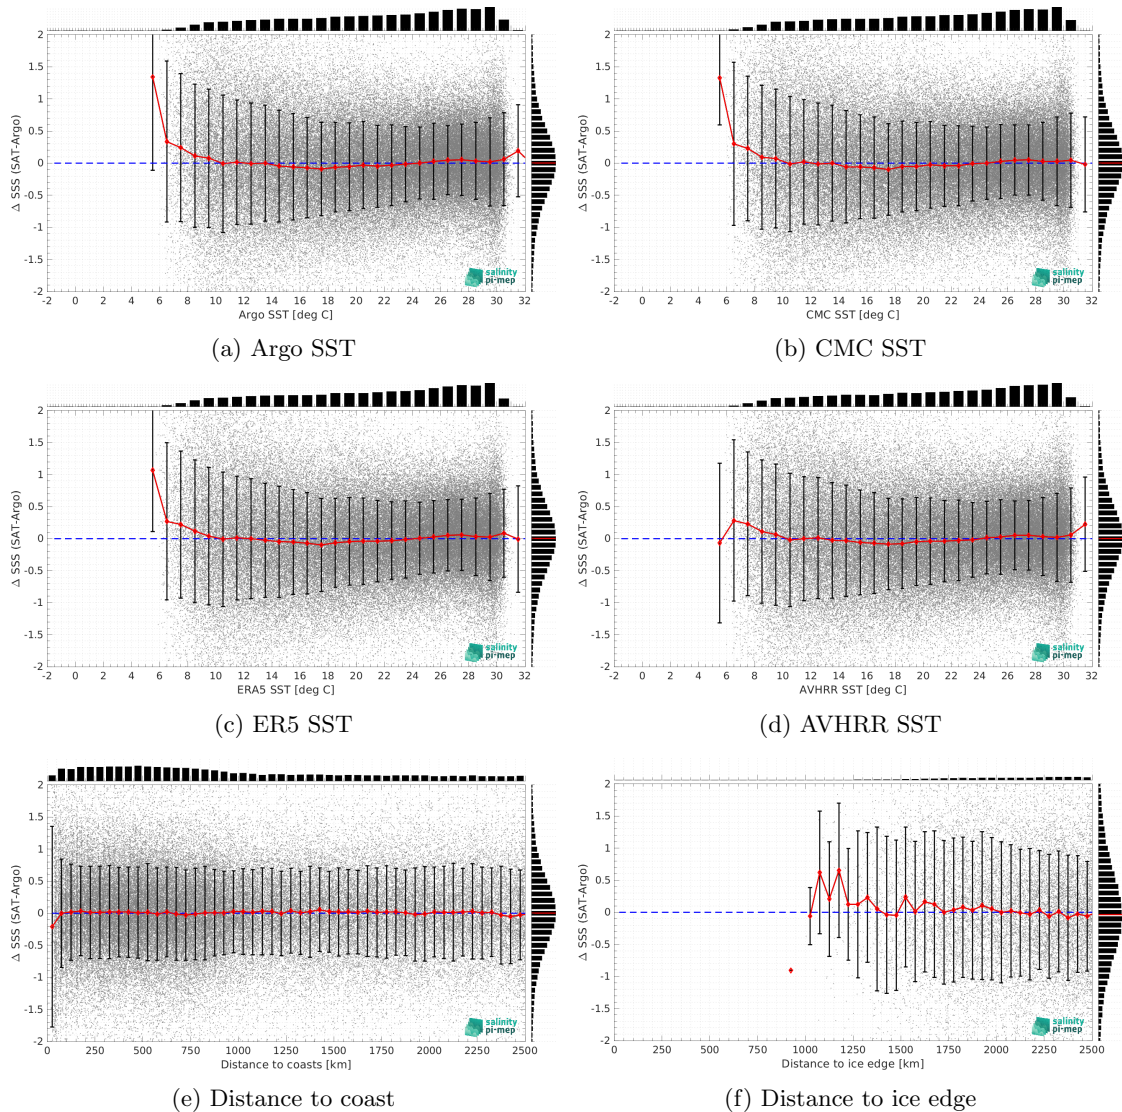 2
1.5
1
0.5
0
-0.5
-1
-1.5
-2
Δ SSS (SAT-Argo)
-2 0 2 4 6 8 10 12 14 16 18 20 22 24 26 28 30 32
Argo SST [deg C]
salinity
pi-mep
(a) Argo SST
2
1.5
1
0.5
0
-0.5
-1
-1.5
-2
Δ SSS (SAT-Argo)
-2 0 2 4 6 8 10 12 14 16 18 20 22 24 26 28 30 32
CMC SST [deg C]
salinity
pi-mep
(b) CMC SST
2
1.5
1
0.5
0
-0.5
-1
-1.5
-2
Δ SSS (SAT-Argo)
-2 0 2 4 6 8 10 12 14 16 18 20 22 24 26 28 30 32
ERA5 SST [deg C]
salinity
pi-mep
(c) ER5 SST
2
1.5
1
0.5
0
-0.5
-1
-1.5
-2
Δ SSS (SAT-Argo)
-2 0 2 4 6 8 10 12 14 16 18 20 22 24 26 28 30 32
AVHRR SST [deg C]
salinity
pi-mep
(d) AVHRR SST
2
1.5
1
0.5
0
-0.5
-1
-1.5
-2
Δ SSS (SAT-Argo)
0 250 500 750 1000 1250 1500 1750 2000 2250 2500
Distance to coasts [km]
salinity
pi-mep
(e) Distance to coast
2
1.5
1
0.5
0
-0.5
-1
-1.5
-2
Δ SSS (SAT-Argo)
0 250 500 750 1000 1250 1500 1750 2000 2250 2500
Distance to ice edge [km]
salinity
pi-mep
(f) Distance to ice edge